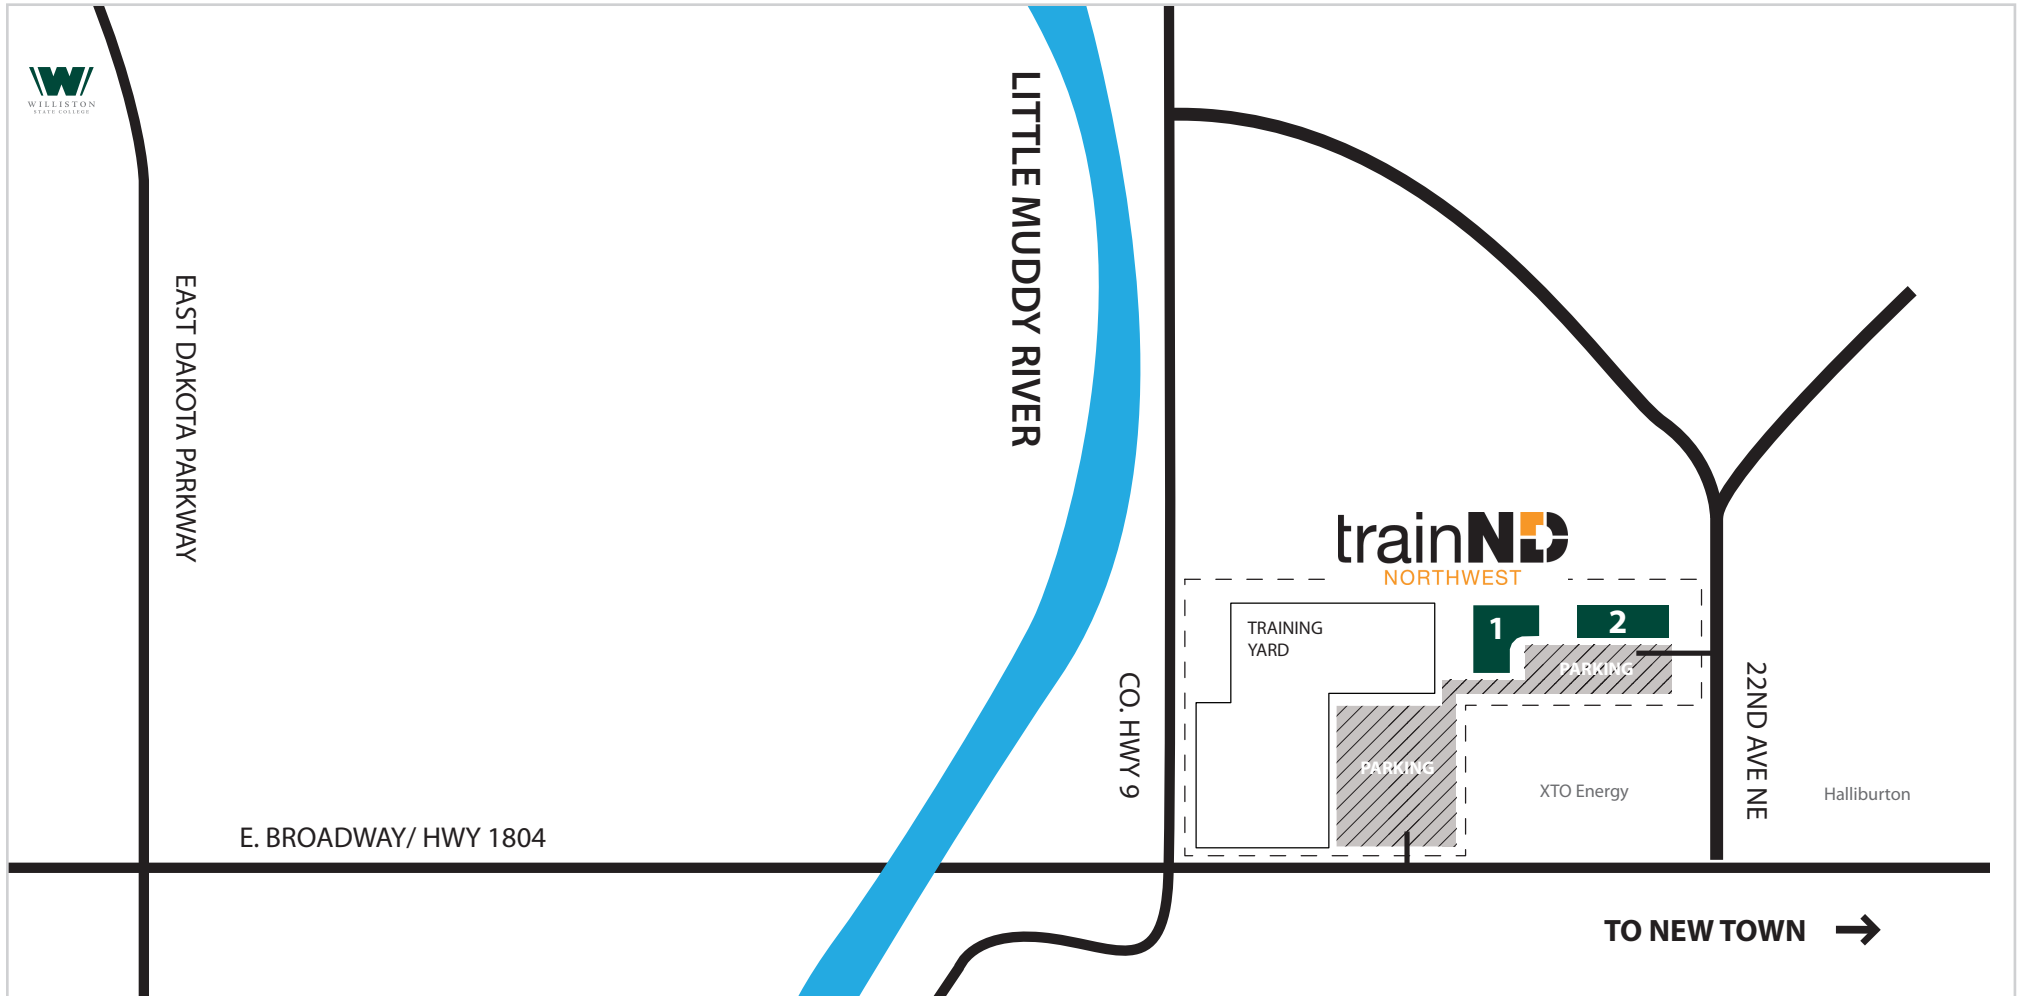 WILLISTON
STATE COLLEGE
EAST DAKOTA PARKWAY
LITTLE MUDDY RIVER
trainND
NORTHWEST
TRAINING
YARD
1
2
PARKING
PARKING
CO. HWY 9
22ND AVE NE
XTO Energy
Halliburton
E. BROADWAY/ HWY 1804
TO NEW TOWN